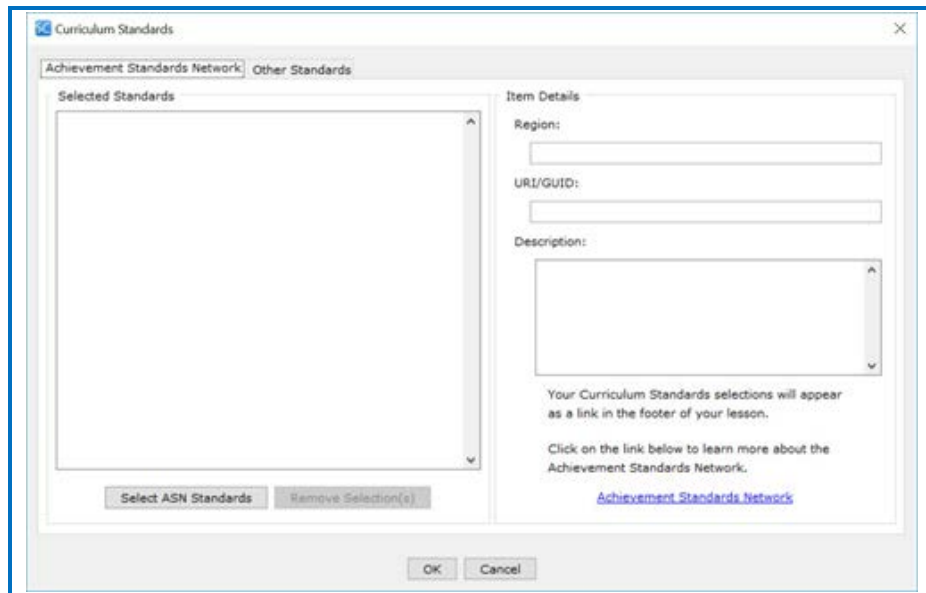 Curriculum Standards
Achievement Standards Network
Other Standards
Selected Standards
Select ASN Standards
Remove Selection(s)
Item Details
Region:
URI/GUID:
Description:
Your Curriculum Standards selections will appear
as a link in the footer of your lesson.
Click on the link below to learn more about the
Achievement Standards Network.
Achievement Standards Network
OK
Cancel